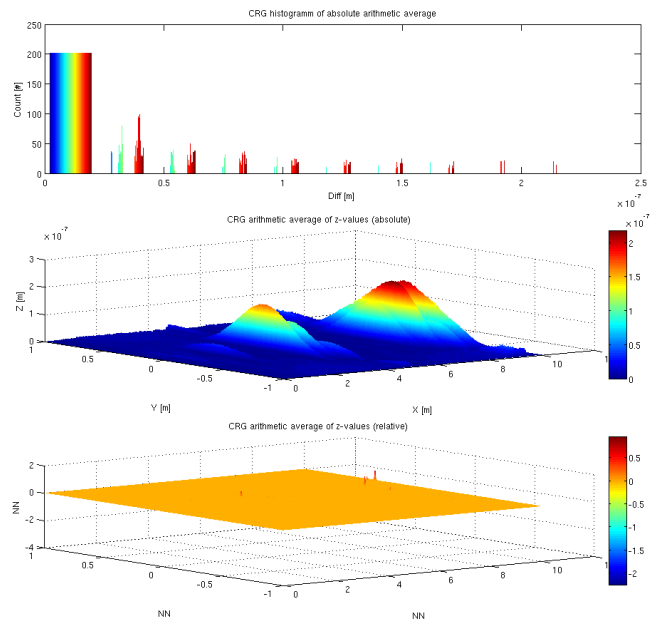 CRG histogramm of absolute arithmetic average
250
200
150
100
50
0
Count [#]
0 0.5 1 1.5 2 2.5
Diff [m]
× 10⁻⁷
CRG arithmetic average of z-values (absolute)
× 10⁻⁷
3
2
1
0
Z [m]
1 0.5 0 -0.5 -1
Y [m]
0 2 4 6 8 10
X [m]
× 10⁻⁷
2
1.5
1
0.5
0
CRG arithmetic average of z-values (relative)
2
0
-2
-4
NN
1 0.5 0 -0.5 -1
NN
0 2 4 6 8 10
NN
0.5
0
-0.5
-1
-1.5
-2